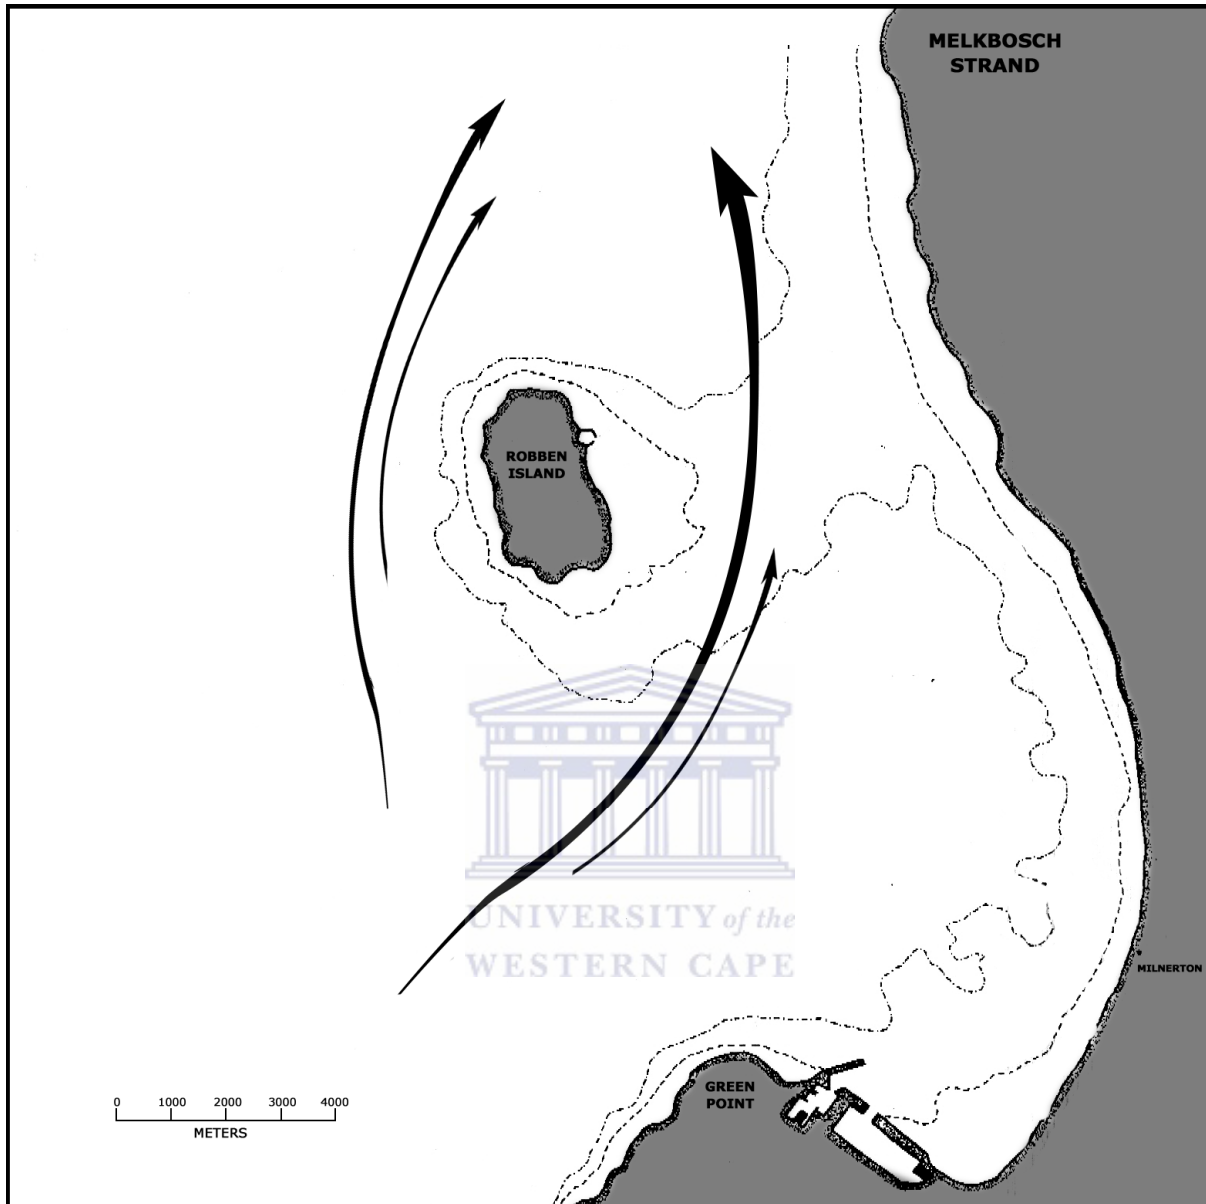 MELKBOSCH
STRAND
ROBBEN
ISLAND
UNIVERSITY of the
WESTERN CAPE
MILNERTON
GREEN
POINT
0 1000 2000 3000 4000
METERS